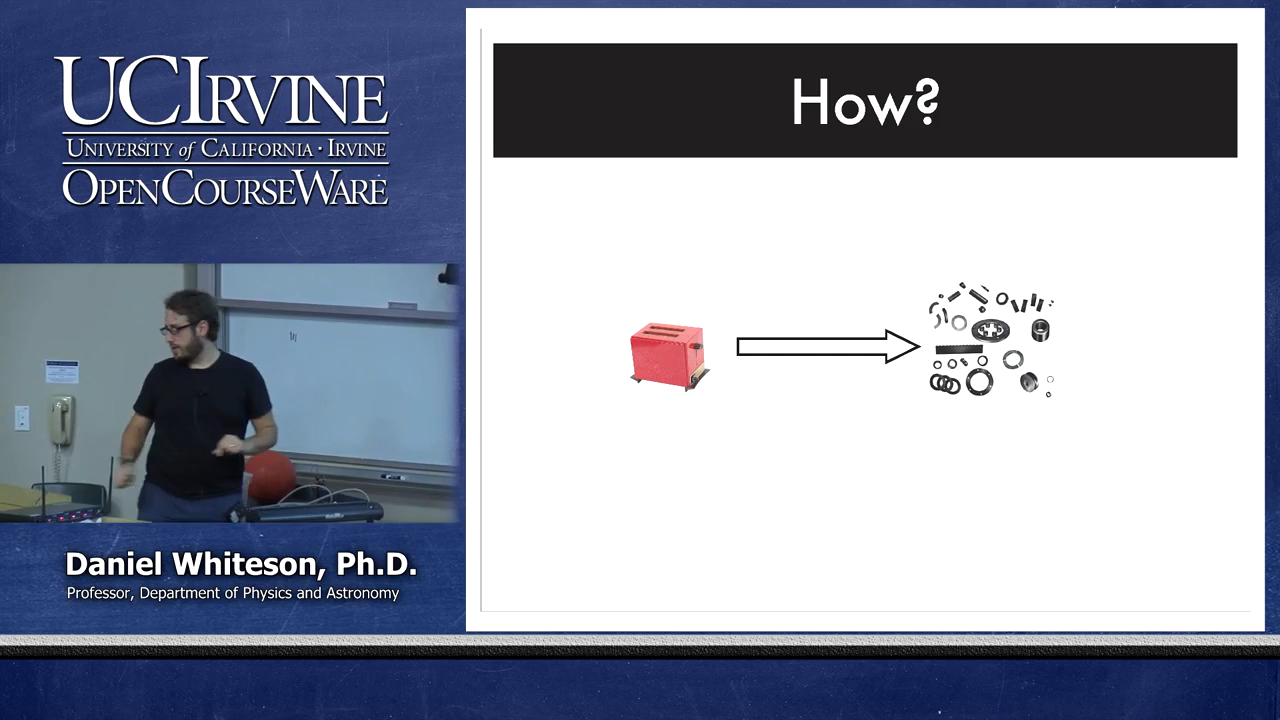 UCIRVINE
UNIVERSITY of CALIFORNIA · IRVINE
OPENCOURSEWARE
How?
Daniel Whiteson, Ph.D.
Professor, Department of Physics and Astronomy